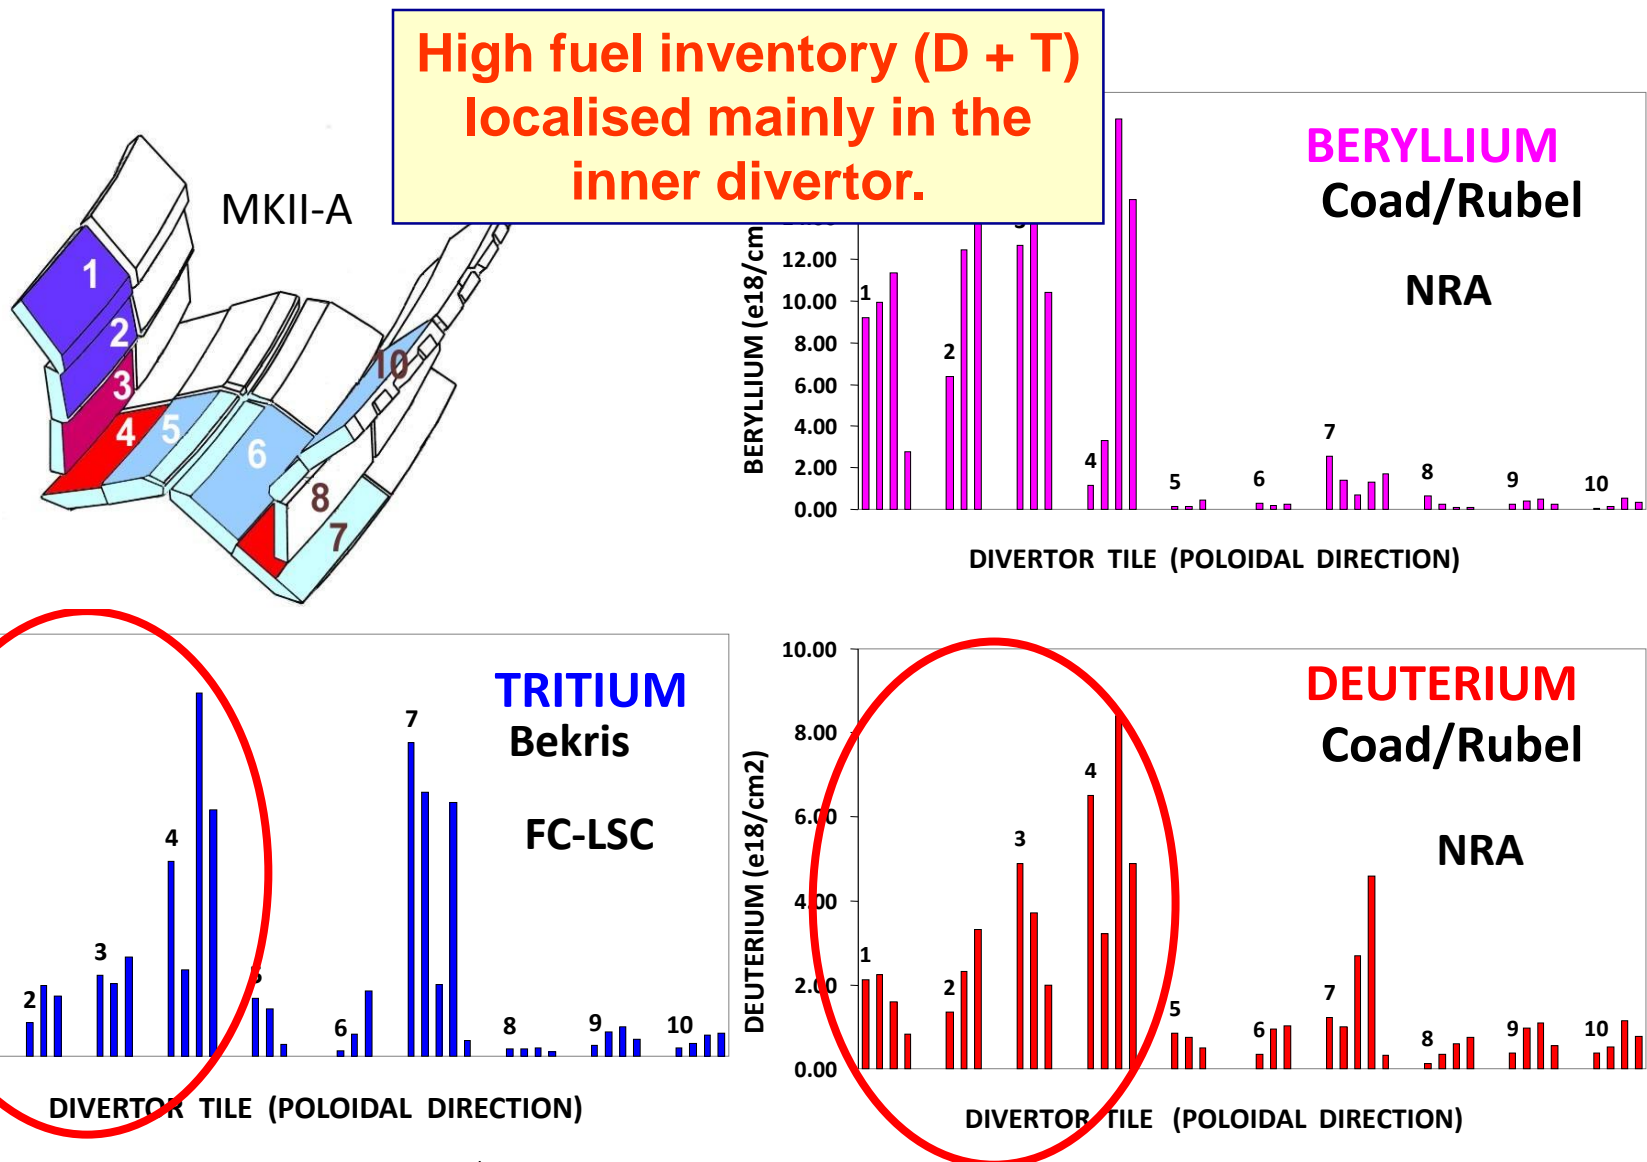 High fuel inventory (D + T)
localised mainly in the
inner divertor.
MKII-A
1
2
3
4
5
6
10
8
7
BERYLLIUM
Coad/Rubel
NRA
BERYLLIUM (e18/cm
12.00
10.00
8.00
6.00
4.00
2.00
0.00
1
2
4
5
6
7
8
9
10
DIVERTOR TILE (POLOIDAL DIRECTION)
TRITIUM
Bekris
FC-LSC
2
3
4
6
7
8
9
10
DIVERTOR TILE (POLOIDAL DIRECTION)
DEUTERIUM
Coad/Rubel
NRA
DEUTERIUM (e18/cm2)
10.00
8.00
6.00
4.00
2.00
0.00
1
2
3
4
5
6
7
8
9
10
DIVERTOR TILE (POLOIDAL DIRECTION)